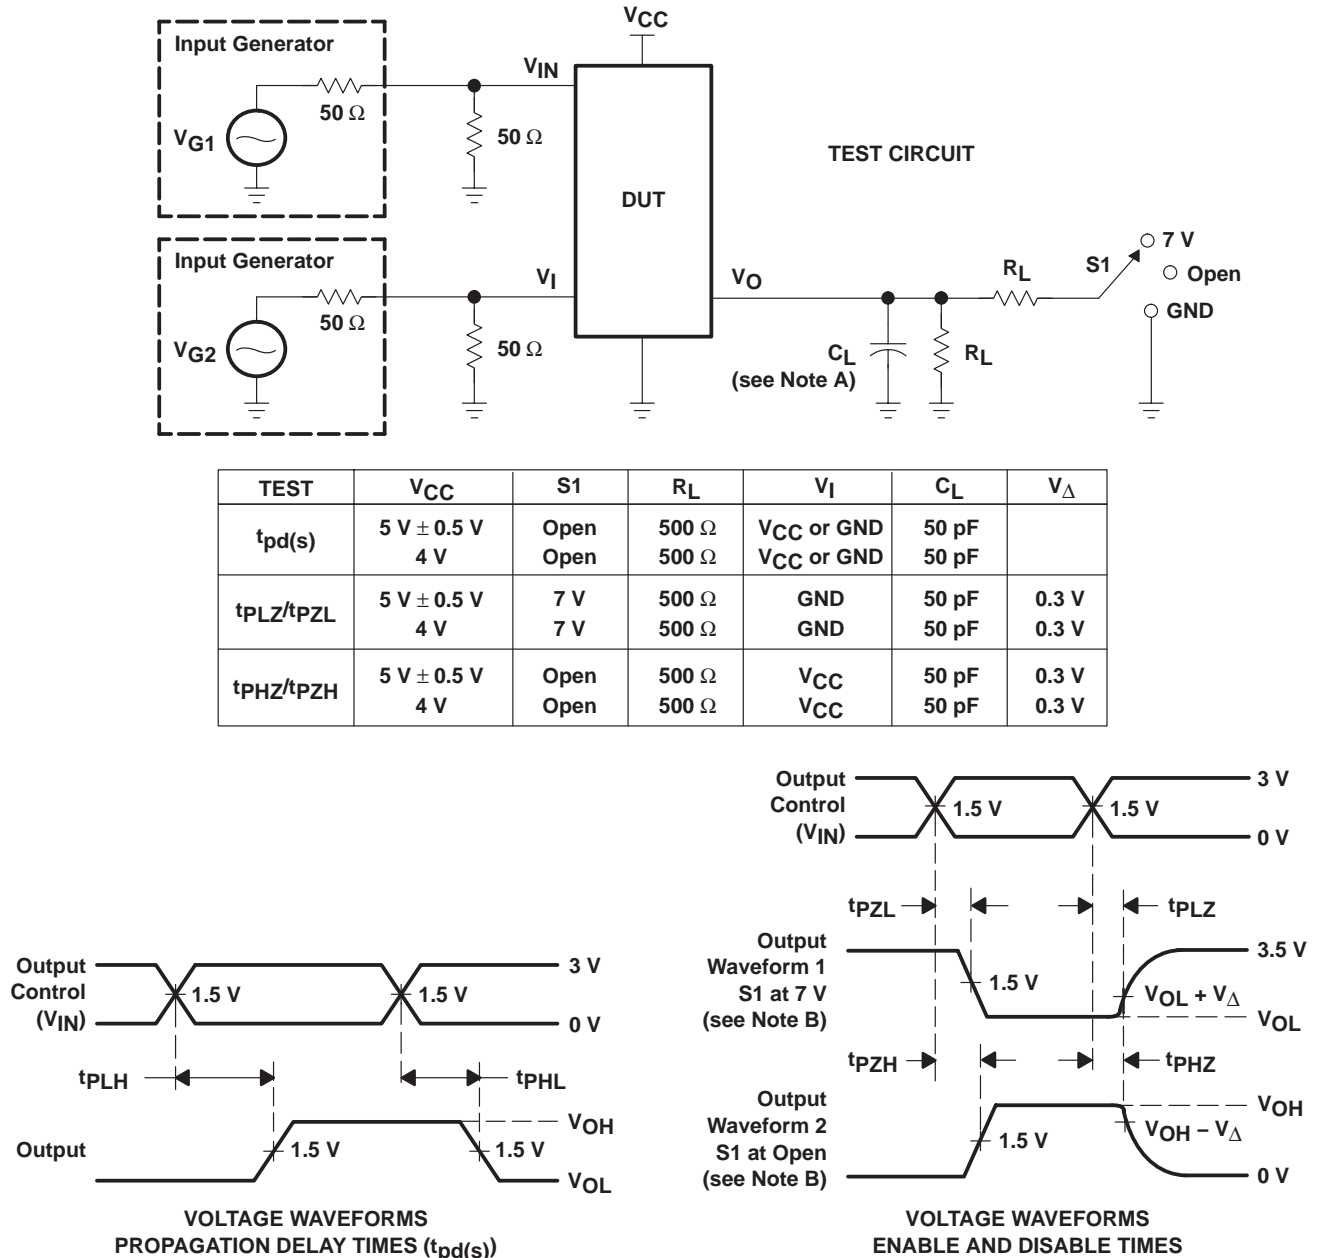 VCC
Input Generator
VIN
50 Ω
VG1
50 Ω
TEST CIRCUIT
DUT
Input Generator
VI
50 Ω
VG2
50 Ω
VO
RL
S1
7 V
Open
GND
CL
(see Note A)
RL
TEST VCC S1 RL VI CL VΔ
tpd(s) 5 V ± 0.5 V Open 500 Ω VCC or GND 50 pF
4 V Open 500 Ω VCC or GND 50 pF
tPLZ/tPZL 5 V ± 0.5 V 7 V 500 Ω GND 50 pF 0.3 V
4 V 7 V 500 Ω GND 50 pF 0.3 V
tPHZ/tPZH 5 V ± 0.5 V Open 500 Ω VCC 50 pF 0.3 V
4 V Open 500 Ω VCC 50 pF 0.3 V
Output
Control
(VIN)
1.5 V
1.5 V
3 V
0 V
tPLH
tPHL
Output
1.5 V
1.5 V
VOH
VOL
VOLTAGE WAVEFORMS
PROPAGATION DELAY TIMES (tpd(s))
Output
Control
(VIN)
1.5 V
1.5 V
3 V
0 V
tPZL
tPLZ
Output
Waveform 1
S1 at 7 V
(see Note B)
1.5 V
3.5 V
VOL + VΔ
VOL
tPZH
tPHZ
Output
Waveform 2
S1 at Open
(see Note B)
1.5 V
VOH
VOH − VΔ
0 V
VOLTAGE WAVEFORMS
ENABLE AND DISABLE TIMES